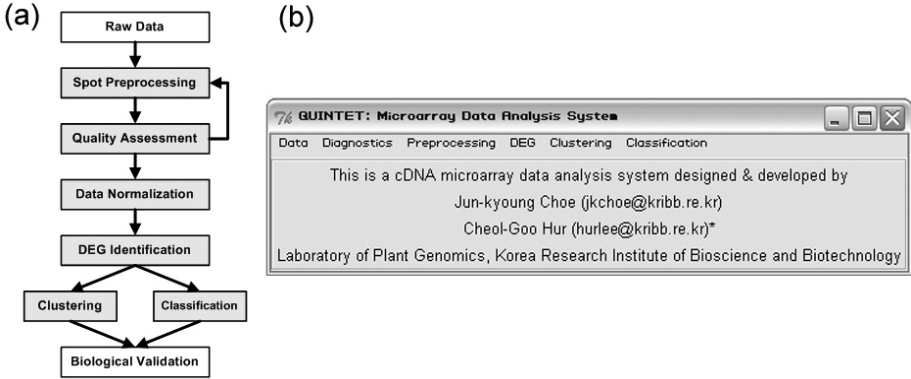 (a)
Raw Data
Spot Preprocessing
Quality Assessment
Data Normalization
DEG Identification
Clustering
Classification
Biological Validation
(b)
QUINTET: Microarray Data Analysis System
Data Diagnostics Preprocessing DEG Clustering Classification
This is a cDNA microarray data analysis system designed & developed by
Jun-kyoung Choe (jkchoe@kribb.re.kr)
Cheol-Goo Hur (hurlee@kribb.re.kr)*
Laboratory of Plant Genomics, Korea Research Institute of Bioscience and Biotechnology